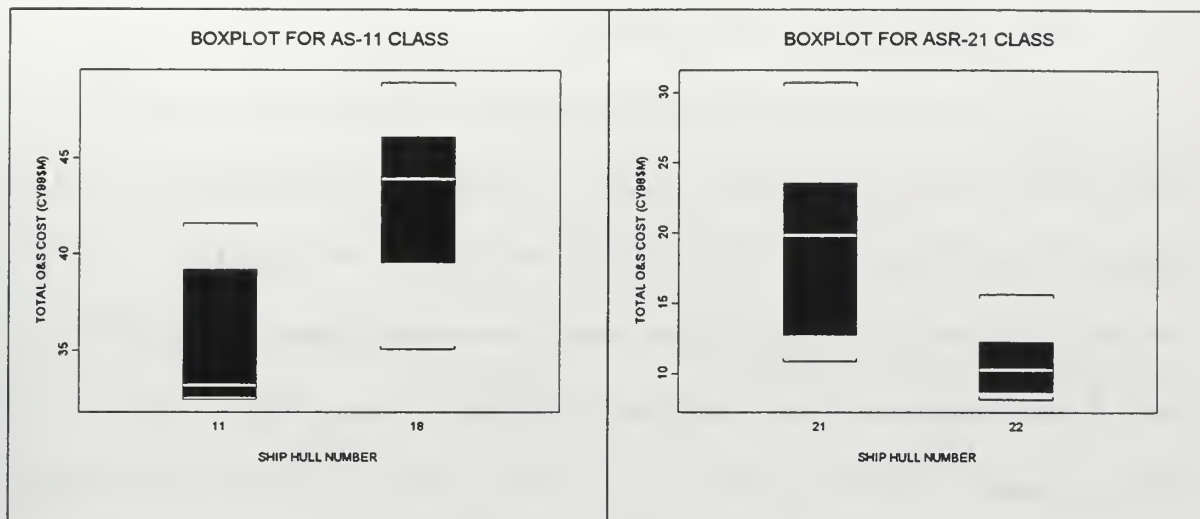 BOXPLOT FOR AS-11 CLASS
TOTAL O&S COST (CY98$M)
45
40
35
11 18
SHIP HULL NUMBER
BOXPLOT FOR ASR-21 CLASS
TOTAL O&S COST (CY98$M)
30
25
20
15
10
21 22
SHIP HULL NUMBER